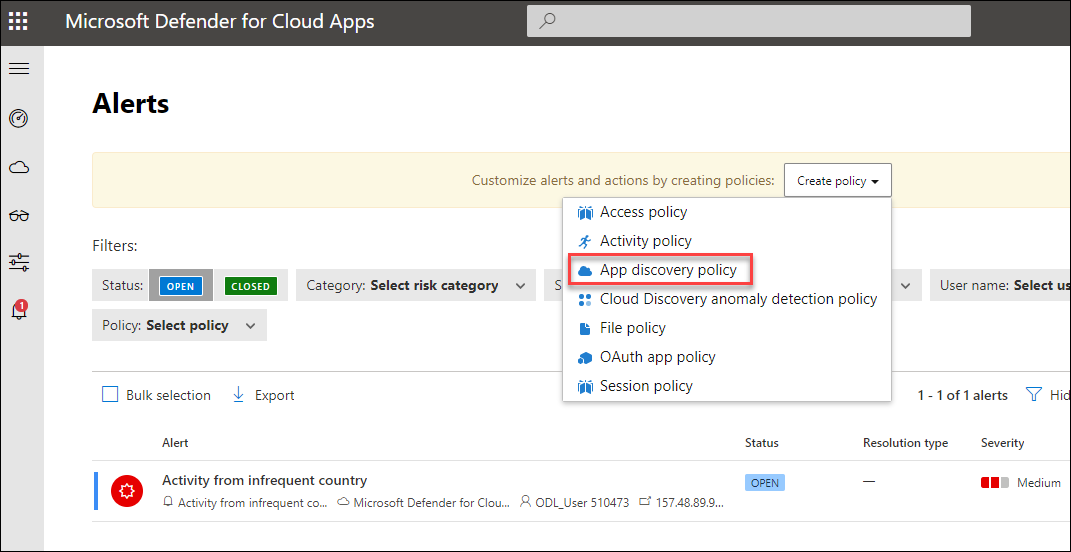 Microsoft Defender for Cloud Apps
Alerts
Customize alerts and actions by creating policies: Create policy
Access policy
Activity policy
App discovery policy
Cloud Discovery anomaly detection policy
File policy
OAuth app policy
Session policy
Filters:
Status: OPEN CLOSED Category: Select risk category S User name: Select us
Policy: Select policy
Bulk selection Export 1 - 1 of 1 alerts Hid
Alert Status Resolution type Severity
1
Activity from infrequent country OPEN — Medium
Activity from infrequent co... Microsoft Defender for Clou... ODL_User 510473 157.48.89.9...